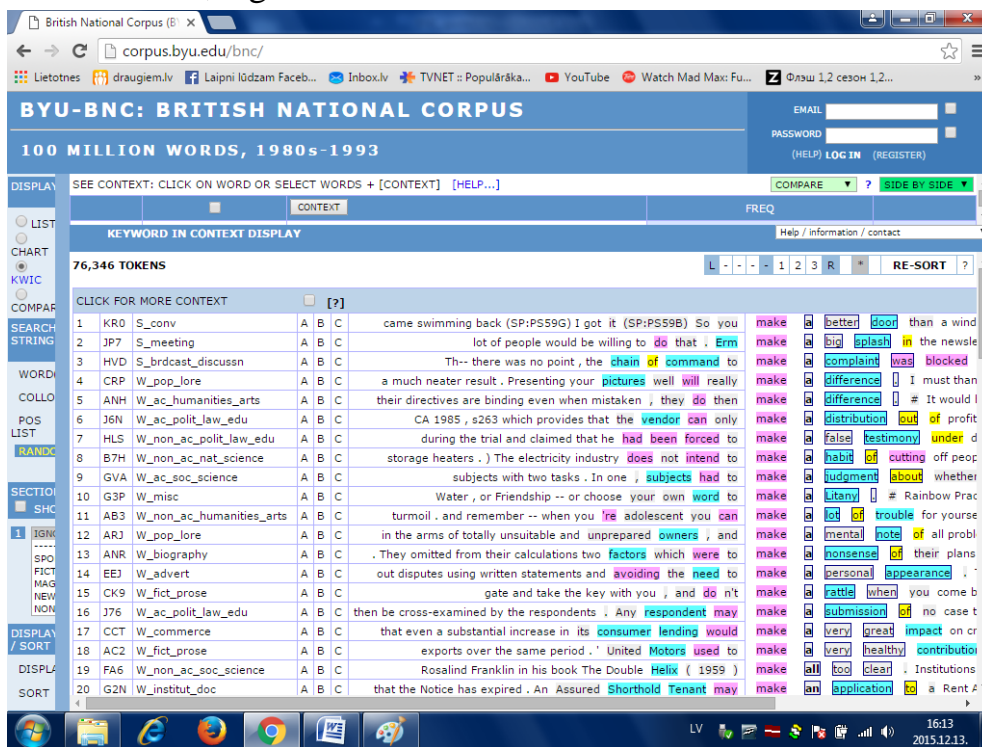 British National Corpus (B
corpus.byu.edu/bnc/
Lietotnes draugiem.lv Laipni lūdzam Faceb... Inbox.lv TVNET :: Populārāka... YouTube Watch Mad Max: Fu... Флэш 1,2 сезон 1,2... »
BYU-BNC: BRITISH NATIONAL CORPUS
100 MILLION WORDS, 1980s-1993
EMAIL
PASSWORD
(HELP) LOG IN (REGISTER)
DISPLAY
SEE CONTEXT: CLICK ON WORD OR SELECT WORDS + [CONTEXT] [HELP...]
COMPARE ? SIDE BY SIDE
CONTEXT FREQ
KEYWORD IN CONTEXT DISPLAY Help / information / contact
LIST
CHART
KWIC
COMPAR
SEARCH
STRING
WORD
COLLO
POS
LIST
RANDO
SECTIO
SHO
1 IGNO
-----
SPO
FICT
MAG
NEW
NON
DISPLAY
/ SORT
DISPLA
SORT
76,346 TOKENS L - - - - 1 2 3 R * RE-SORT ?
CLICK FOR MORE CONTEXT [?]
1 KR0 S_conv A B C came swimming back (SP:PS59G) I got it (SP:PS59B) So you make a better door than a wind
2 JP7 S_meeting A B C lot of people would be willing to do that . Erm make a big splash in the newsle
3 HVD S_brdcast_discussn A B C Th-- there was no point , the chain of command to make a complaint was blocked
4 CRP W_pop_lore A B C a much neater result . Presenting your pictures well will really make a difference . I must than
5 ANH W_ac_humanities_arts A B C their directives are binding even when mistaken , they do then make a difference . # It would l
6 J6N W_ac_polit_law_edu A B C CA 1985 , s263 which provides that the vendor can only make a distribution out of profit
7 HLS W_non_ac_polit_law_edu A B C during the trial and claimed that he had been forced to make a false testimony under d
8 B7H W_non_ac_nat_science A B C storage heaters . ) The electricity industry does not intend to make a habit of cutting off peop
9 GVA W_ac_soc_science A B C subjects with two tasks . In one , subjects had to make a judgment about whether
10 G3P W_misc A B C Water , or Friendship -- or choose your own word to make a Litany . # Rainbow Prac
11 AB3 W_non_ac_humanities_arts A B C turmoil . and remember -- when you 're adolescent you can make a lot of trouble for yourse
12 ARJ W_pop_lore A B C in the arms of totally unsuitable and unprepared owners , and make a mental note of all probl
13 ANR W_biography A B C . They omitted from their calculations two factors which were to make a nonsense of their plans
14 EEJ W_advert A B C out disputes using written statements and avoiding the need to make a personal appearance .
15 CK9 W_fict_prose A B C gate and take the key with you , and do n't make a rattle when you come b
16 J76 W_ac_polit_law_edu A B C then be cross-examined by the respondents . Any respondent may make a submission of no case t
17 CCT W_commerce A B C that even a substantial increase in its consumer lending would make a very great impact on cr
18 AC2 W_fict_prose A B C exports over the same period . ' United Motors used to make a very healthy contribution
19 FA6 W_non_ac_soc_science A B C Rosalind Franklin in his book The Double Helix ( 1959 ) make all too clear . Institutions
20 G2N W_institut_doc A B C that the Notice has expired . An Assured Shorthold Tenant may make an application to a Rent A
LV 16:13
2015.12.13.